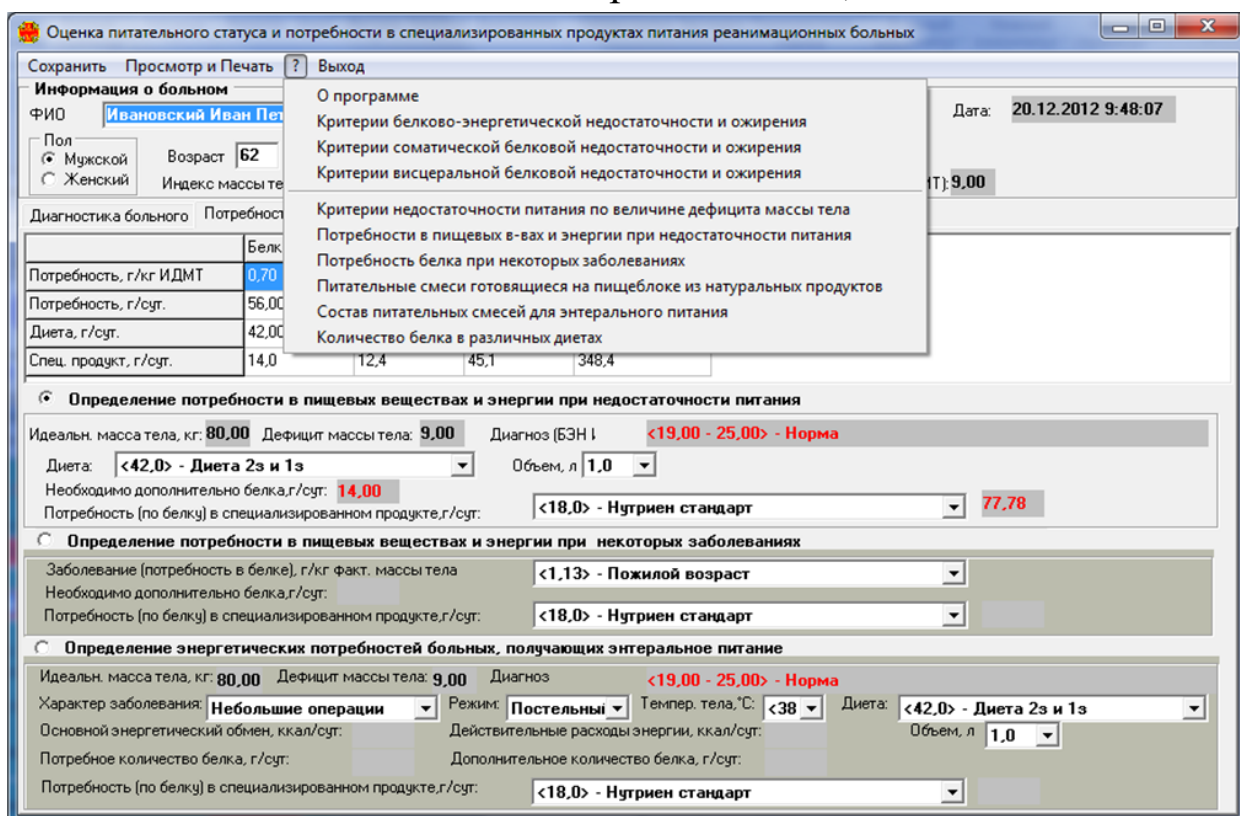 Оценка питательного статуса и потребности в специализированных продуктах питания реанимационных больных
Сохранить Просмотр и Печать ? Выход
Информация о больном
ФИО Ивановский Иван Пет
Дата: 20.12.2012 9:48:07
Пол
Мужской
Женский
Возраст 62
Индекс массы те
МТ): 9,00
О программе
Критерии белково-энергетической недостаточности и ожирения
Критерии соматической белковой недостаточности и ожирения
Критерии висцеральной белковой недостаточности и ожирения
Критерии недостаточности питания по величине дефицита массы тела
Потребности в пищевых в-вах и энергии при недостаточности питания
Потребность белка при некоторых заболеваниях
Питательные смеси готовящиеся на пищеблоке из натуральных продуктов
Состав питательных смесей для энтерального питания
Количество белка в различных диетах
Диагностика больного Потребност
Белк
Потребность, г/кг ИДМТ 0,70
Потребность, г/сут. 56,00
Диета, г/сут. 42,00
Спец. продукт, г/сут. 14,0 12,4 45,1 348,4
Определение потребности в пищевых веществах и энергии при недостаточности питания
Идеальн. масса тела, кг: 80,00 Дефицит массы тела: 9,00 Диагноз (БЭН И <19,00 - 25,00> - Норма
Диета: <42,0> - Диета 2з и 1з Объем, л 1,0
Необходимо дополнительно белка,г/сут: 14,00
Потребность (по белку) в специализированном продукте,г/сут: <18,0> - Нутриен стандарт 77,78
Определение потребности в пищевых веществах и энергии при некоторых заболеваниях
Заболевание (потребность в белке), г/кг факт. массы тела <1,13> - Пожилой возраст
Необходимо дополнительно белка,г/сут:
Потребность (по белку) в специализированном продукте,г/сут: <18,0> - Нутриен стандарт
Определение энергетических потребностей больных, получающих энтеральное питание
Идеальн. масса тела, кг: 80,00 Дефицит массы тела: 9,00 Диагноз <19,00 - 25,00> - Норма
Характер заболевания: Небольшие операции Режим: Постельный Темпер. тела,°С: <38 Диета: <42,0> - Диета 2з и 1з
Основной энергетический обмен, ккал/сут: Действительные расходы энергии, ккал/сут: Объем, л 1,0
Потребное количество белка, г/сут: Дополнительное количество белка, г/сут:
Потребность (по белку) в специализированном продукте,г/сут: <18,0> - Нутриен стандарт